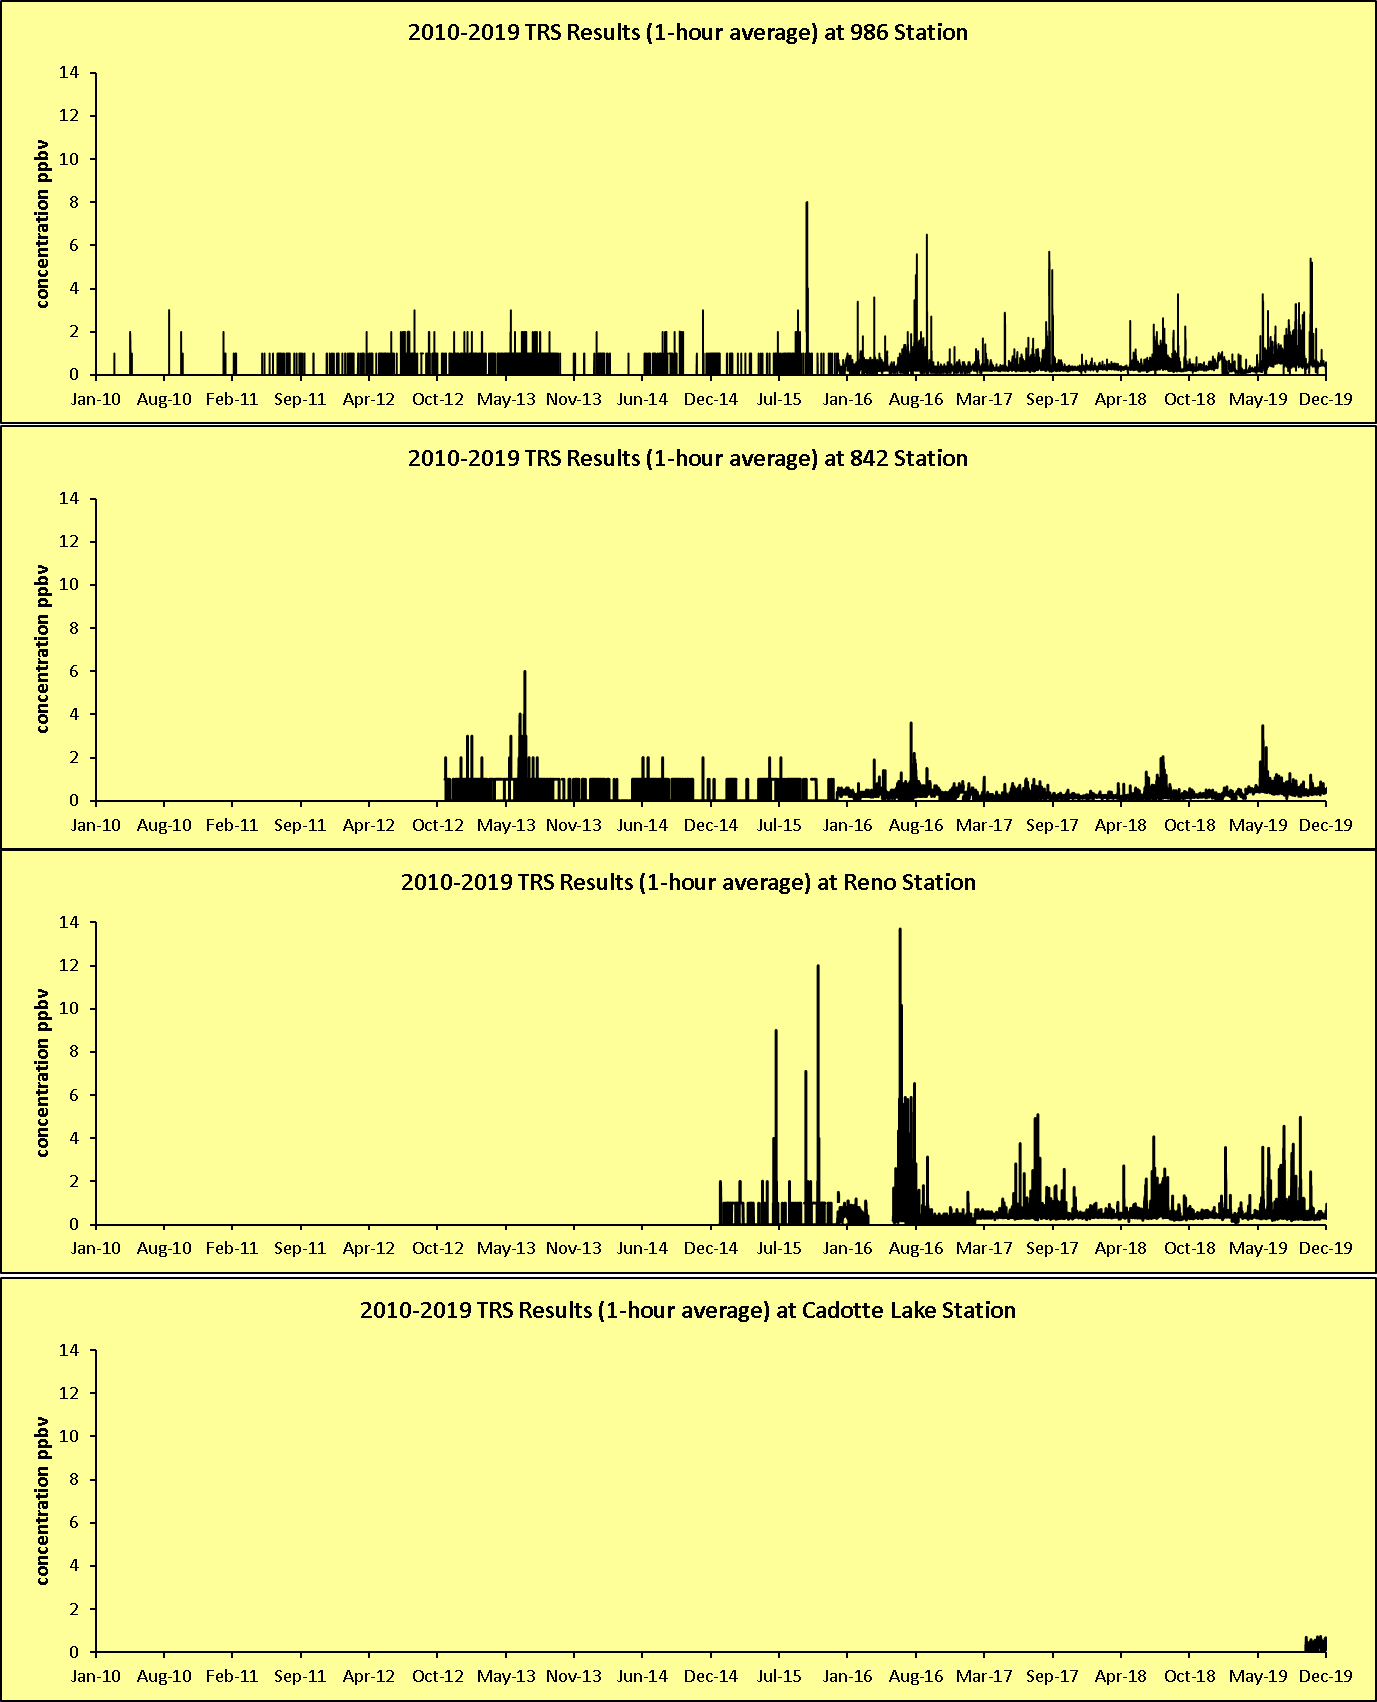 2010-2019 TRS Results (1-hour average) at 986 Station
concentration ppbv
14
12
10
8
6
4
2
0
Jan-10 Aug-10 Feb-11 Sep-11 Apr-12 Oct-12 May-13 Nov-13 Jun-14 Dec-14 Jul-15 Jan-16 Aug-16 Mar-17 Sep-17 Apr-18 Oct-18 May-19 Dec-19
2010-2019 TRS Results (1-hour average) at 842 Station
concentration ppbv
14
12
10
8
6
4
2
0
Jan-10 Aug-10 Feb-11 Sep-11 Apr-12 Oct-12 May-13 Nov-13 Jun-14 Dec-14 Jul-15 Jan-16 Aug-16 Mar-17 Sep-17 Apr-18 Oct-18 May-19 Dec-19
2010-2019 TRS Results (1-hour average) at Reno Station
concentration ppbv
14
12
10
8
6
4
2
0
Jan-10 Aug-10 Feb-11 Sep-11 Apr-12 Oct-12 May-13 Nov-13 Jun-14 Dec-14 Jul-15 Jan-16 Aug-16 Mar-17 Sep-17 Apr-18 Oct-18 May-19 Dec-19
2010-2019 TRS Results (1-hour average) at Cadotte Lake Station
concentration ppbv
14
12
10
8
6
4
2
0
Jan-10 Aug-10 Feb-11 Sep-11 Apr-12 Oct-12 May-13 Nov-13 Jun-14 Dec-14 Jul-15 Jan-16 Aug-16 Mar-17 Sep-17 Apr-18 Oct-18 May-19 Dec-19